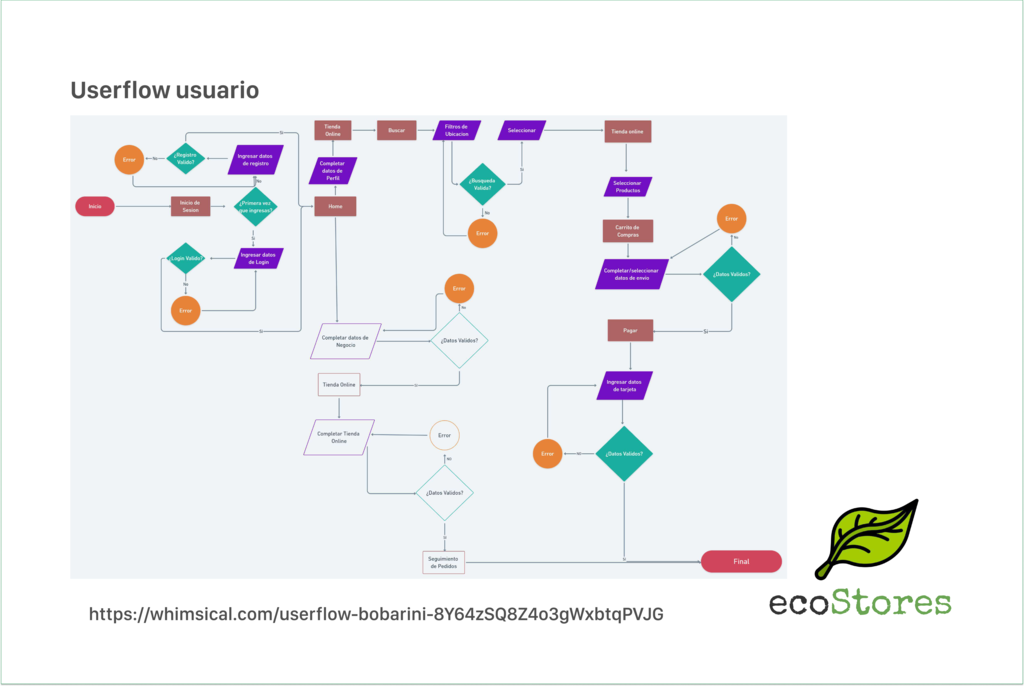 Userflow usuario
Inicio
Inicio de
Sesion
¿Primera vez
que ingresas?
No
Ingresar datos
de registro
¿Registro
Valido?
No
Error
Si
Si
Ingresar datos
de Login
¿Login Valido?
No
Error
Si
Home
Completar
datos de
Perfil
Tienda
Online
Buscar
Filtros de
Ubicacion
¿Busqueda
Valida?
No
Error
Si
Seleccionar
Tienda online
Seleccionar
Productos
Carrito de
Compras
Completar/seleccionar
datos de envio
¿Datos Validos?
No
Error
Si
Pagar
Ingresar datos
de tarjeta
¿Datos Validos?
no
Error
Si
Completar datos de
Negocio
¿Datos Validos?
No
Error
Si
Tienda Online
Completar Tienda
Online
¿Datos Validos?
no
Error
Si
Seguimiento
de Pedidos
Final
ecoStores
https://whimsical.com/userflow-bobarini-8Y64zSQ8Z4o3gWxbtqPVJG